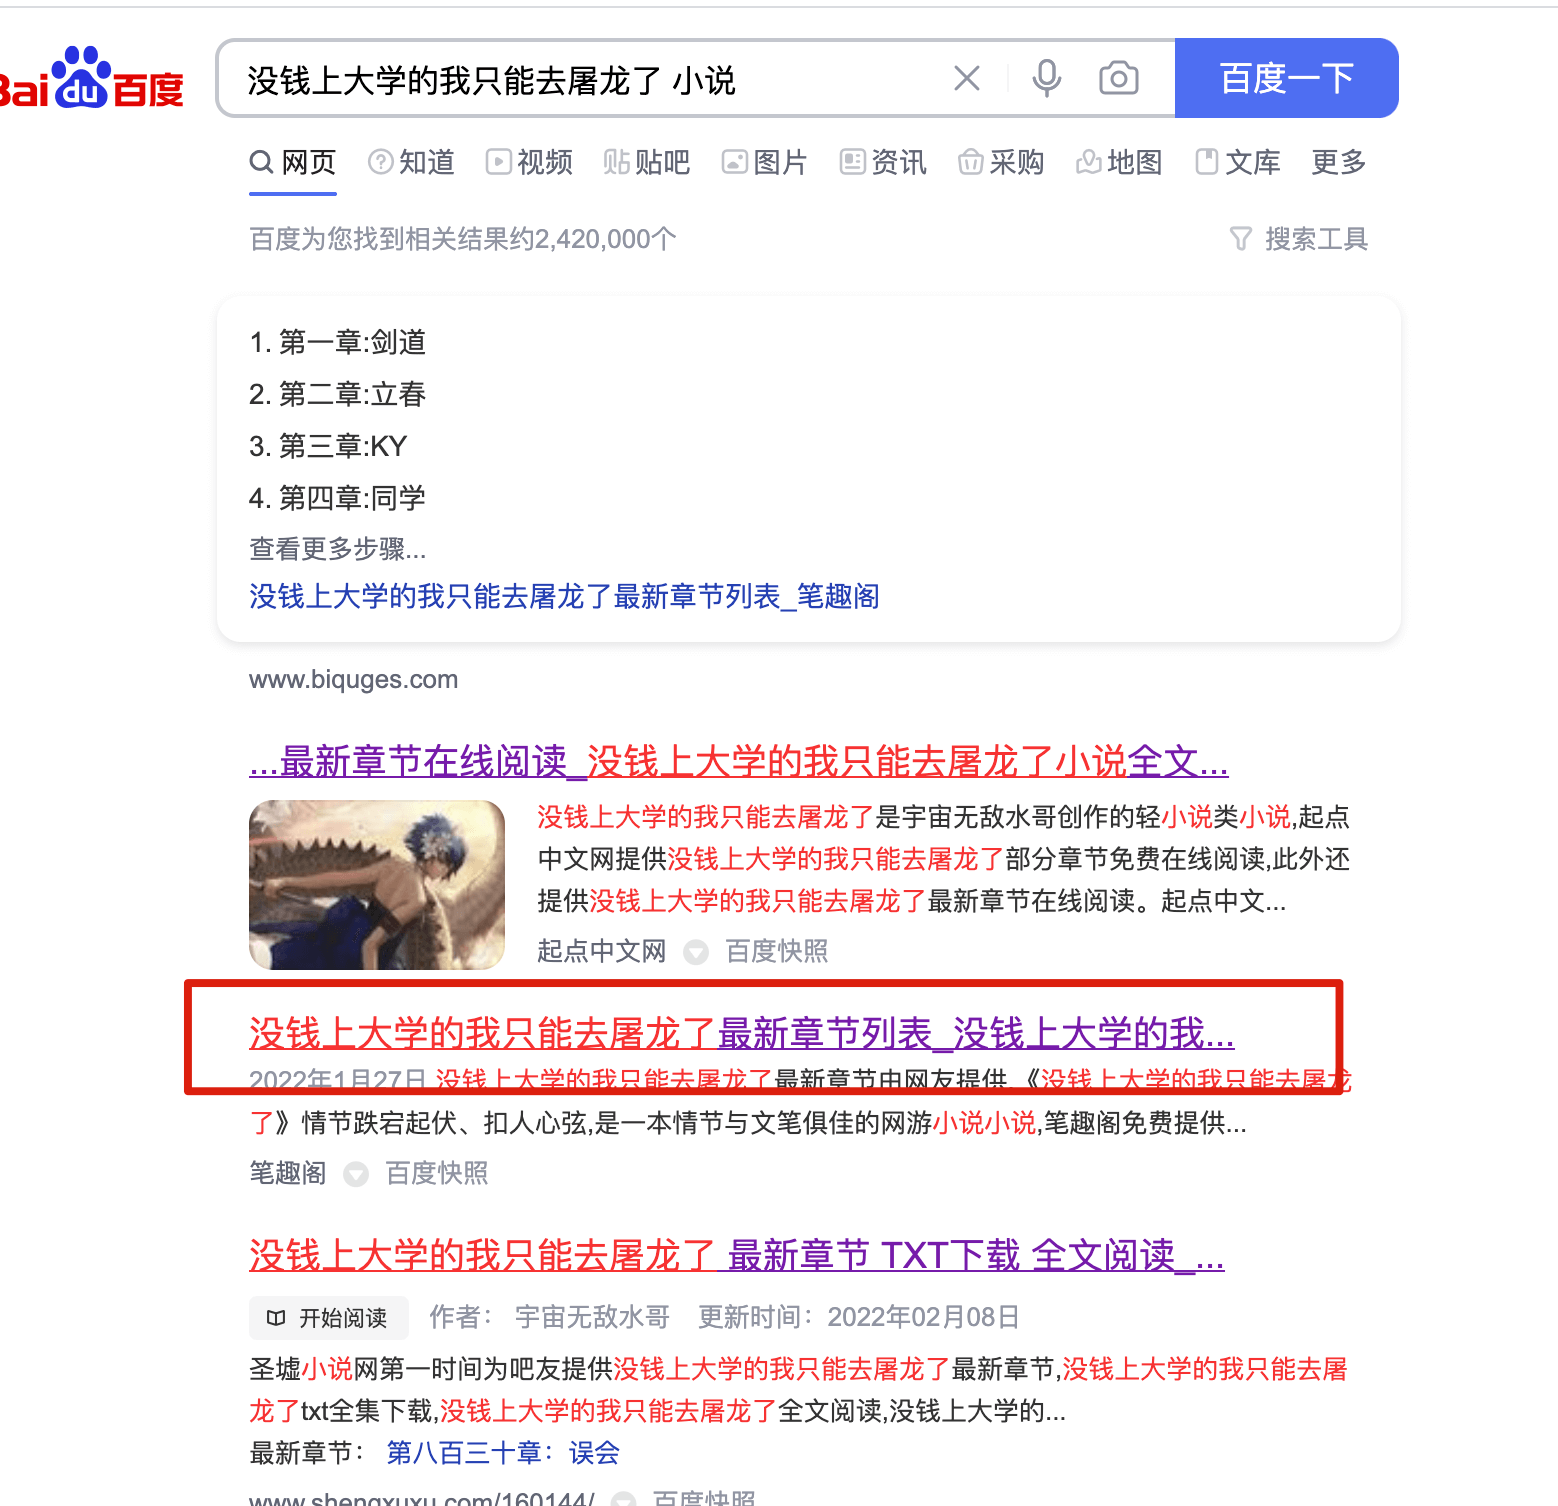 Bai du 百度
没钱上大学的我只能去屠龙了 小说
百度一下
网页 知道 视频 贴贴吧 图片 资讯 采购 地图 文库 更多
百度为您找到相关结果约2,420,000个 搜索工具
1. 第一章:剑道
2. 第二章:立春
3. 第三章:KY
4. 第四章:同学
查看更多步骤...
没钱上大学的我只能去屠龙了最新章节列表_笔趣阁
www.biquges.com
...最新章节在线阅读_没钱上大学的我只能去屠龙了小说全文...
没钱上大学的我只能去屠龙了是宇宙无敌水哥创作的轻小说类小说,起点
中文网提供没钱上大学的我只能去屠龙了部分章节免费在线阅读,此外还
提供没钱上大学的我只能去屠龙了最新章节在线阅读。起点中文...
起点中文网 百度快照
没钱上大学的我只能去屠龙了最新章节列表_没钱上大学的我...
2022年1月27日 没钱上大学的我只能去屠龙了最新章节由网友提供,《没钱上大学的我只能去屠龙
了》情节跌宕起伏、扣人心弦,是一本情节与文笔俱佳的网游小说小说,笔趣阁免费提供...
笔趣阁 百度快照
没钱上大学的我只能去屠龙了 最新章节 TXT下载 全文阅读_...
开始阅读 作者： 宇宙无敌水哥 更新时间：2022年02月08日
圣墟小说网第一时间为吧友提供没钱上大学的我只能去屠龙了最新章节,没钱上大学的我只能去屠
龙了txt全集下载,没钱上大学的我只能去屠龙了全文阅读,没钱上大学的...
最新章节： 第八百三十章：误会
www.shengxuxu.com/160144/ 百度快照